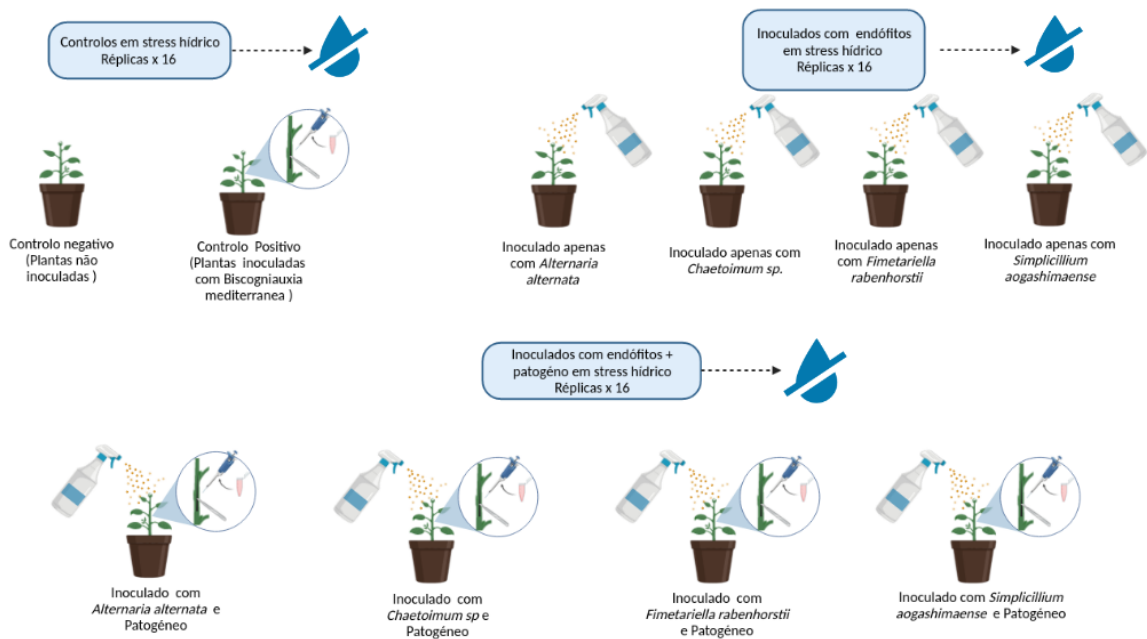 Controlos em stress hídrico
Réplicas x 16
Inoculados com endófitos
em stress hídrico
Réplicas x 16
Controlo negativo
(Plantas não
inoculadas )
Controlo Positivo
(Plantas inoculadas
com Biscogniauxia
mediterranea )
Inoculado apenas
com Alternaria
alternata
Inoculado apenas com
Chaetoimum sp.
Inoculado apenas
com Fimetariella
rabenhorstii
Inoculado apenas com
Simplicillium
aogashimaense
Inoculados com endófitos +
patogéno em stress hídrico
Réplicas x 16
Inoculado com
Alternaria alternata e
Patogéneo
Inoculado com
Chaetoimum sp e
Patogéneo
Inoculado com
Fimetariella rabenhorstii
e Patogéneo
Inoculado com Simplicillium
aogashimaense e Patogéneo